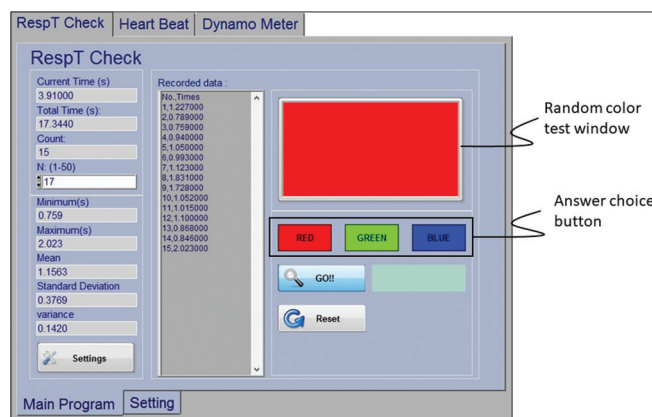 RespT Check
Heart Beat
Dynamo Meter
RespT Check
Current Time (s)
3.91000
Total Time (s):
17.3440
Count:
15
N: (1-50)
17
Minimum(s)
0.759
Maximum(s)
2.023
Mean
1.1563
Standard Deviation
0.3769
variance
0.1420
Settings
Recorded data :
No.,Times
1,1.227000
2,0.789000
3,0.759000
4,0.940000
5,1.050000
6,0.993000
7,1.123000
8,1.831000
9,1.728000
10,1.052000
11,1.015000
12,1.100000
13,0.868000
14,0.846000
15,2.023000
RED
GREEN
BLUE
GO!!
Reset
Random color
test window
Answer choice
button
Main Program
Setting